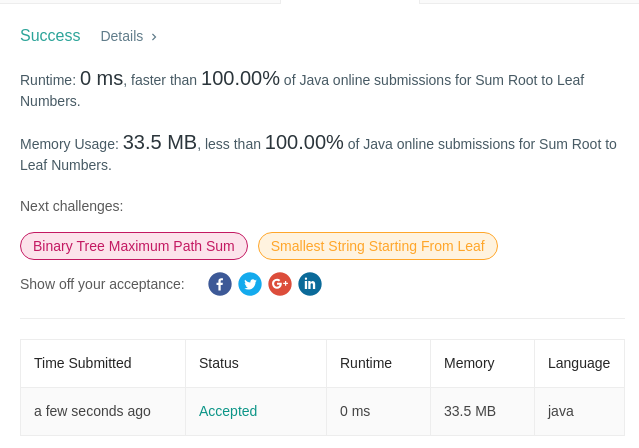 Success Details >
Runtime: 0 ms, faster than 100.00% of Java online submissions for Sum Root to Leaf
Numbers.
Memory Usage: 33.5 MB, less than 100.00% of Java online submissions for Sum Root to
Leaf Numbers.
Next challenges:
Binary Tree Maximum Path Sum Smallest String Starting From Leaf
Show off your acceptance: f G+ in
Time Submitted Status Runtime Memory Language
a few seconds ago Accepted 0 ms 33.5 MB java